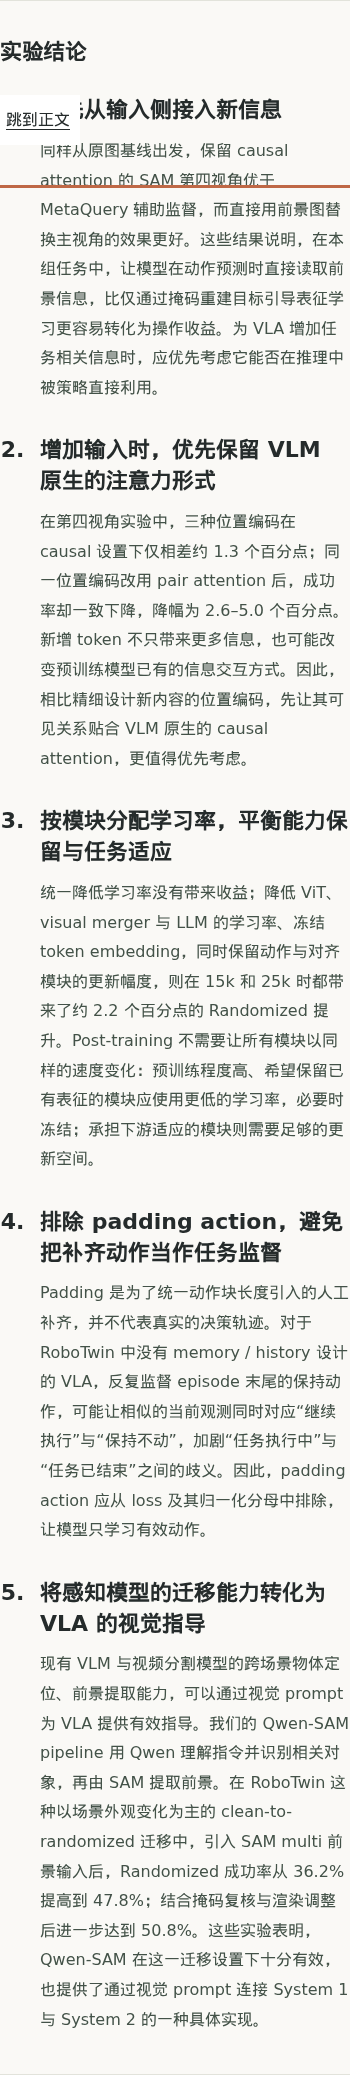 实验结论
先从输入侧接入新信息
跳到正文
同样从原图基线出发，保留 causal
attention 的 SAM 第四视角优于
MetaQuery 辅助监督，而直接用前景图替
换主视角的效果更好。这些结果说明，在本
组任务中，让模型在动作预测时直接读取前
景信息，比仅通过掩码重建目标引导表征学
习更容易转化为操作收益。为 VLA 增加任
务相关信息时，应优先考虑它能否在推理中
被策略直接利用。
2. 增加输入时，优先保留 VLM
原生的注意力形式
在第四视角实验中，三种位置编码在
causal 设置下仅相差约 1.3 个百分点；同
一位置编码改用 pair attention 后，成功
率却一致下降，降幅为 2.6–5.0 个百分点。
新增 token 不只带来更多信息，也可能改
变预训练模型已有的信息交互方式。因此，
相比精细设计新内容的位置编码，先让其可
见关系贴合 VLM 原生的 causal
attention，更值得优先考虑。
3. 按模块分配学习率，平衡能力保
留与任务适应
统一降低学习率没有带来收益；降低 ViT、
visual merger 与 LLM 的学习率、冻结
token embedding，同时保留动作与对齐
模块的更新幅度，则在 15k 和 25k 时都带
来了约 2.2 个百分点的 Randomized 提
升。Post-training 不需要让所有模块以同
样的速度变化：预训练程度高、希望保留已
有表征的模块应使用更低的学习率，必要时
冻结；承担下游适应的模块则需要足够的更
新空间。
4. 排除 padding action，避免
把补齐动作当作任务监督
Padding 是为了统一动作块长度引入的人工
补齐，并不代表真实的决策轨迹。对于
RoboTwin 中没有 memory / history 设计
的 VLA，反复监督 episode 末尾的保持动
作，可能让相似的当前观测同时对应“继续
执行”与“保持不动”，加剧“任务执行中”与
“任务已结束”之间的歧义。因此，padding
action 应从 loss 及其归一化分母中排除，
让模型只学习有效动作。
5. 将感知模型的迁移能力转化为
VLA 的视觉指导
现有 VLM 与视频分割模型的跨场景物体定
位、前景提取能力，可以通过视觉 prompt
为 VLA 提供有效指导。我们的 Qwen-SAM
pipeline 用 Qwen 理解指令并识别相关对
象，再由 SAM 提取前景。在 RoboTwin 这
种以场景外观变化为主的 clean-to-
randomized 迁移中，引入 SAM multi 前
景输入后，Randomized 成功率从 36.2%
提高到 47.8%；结合掩码复核与渲染调整
后进一步达到 50.8%。这些实验表明，
Qwen-SAM 在这一迁移设置下十分有效，
也提供了通过视觉 prompt 连接 System 1
与 System 2 的一种具体实现。